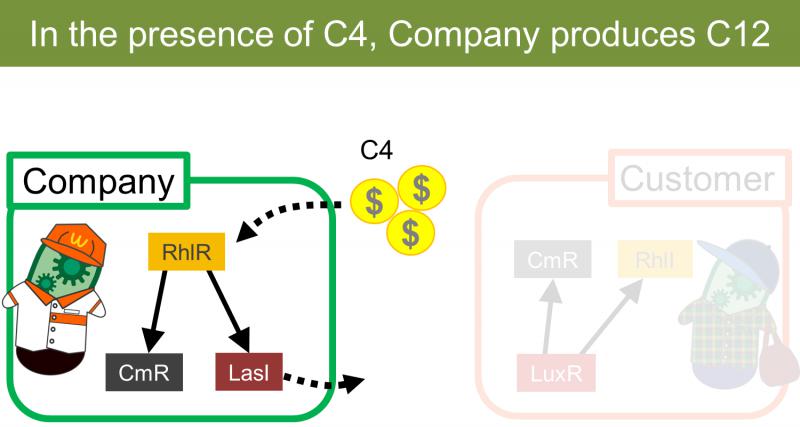 In the presence of C4, Company produces C12
C4
Company
Customer
$
$
$
W
RhlR
CmR
RhlI
CmR
LasI
LuxR